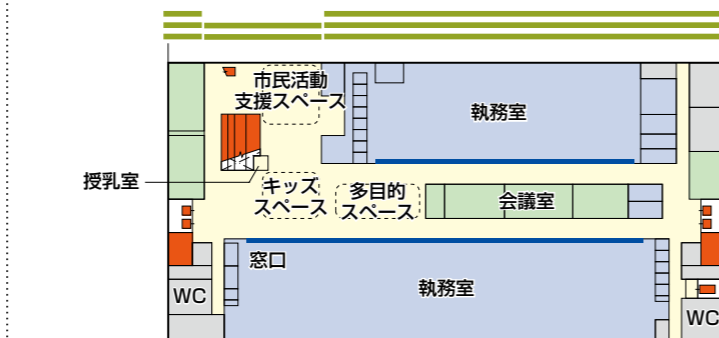 市民活動
支援スペース
執務室
授乳室
キッズ
スペース
多目的
スペース
会議室
窓口
執務室
WC
WC